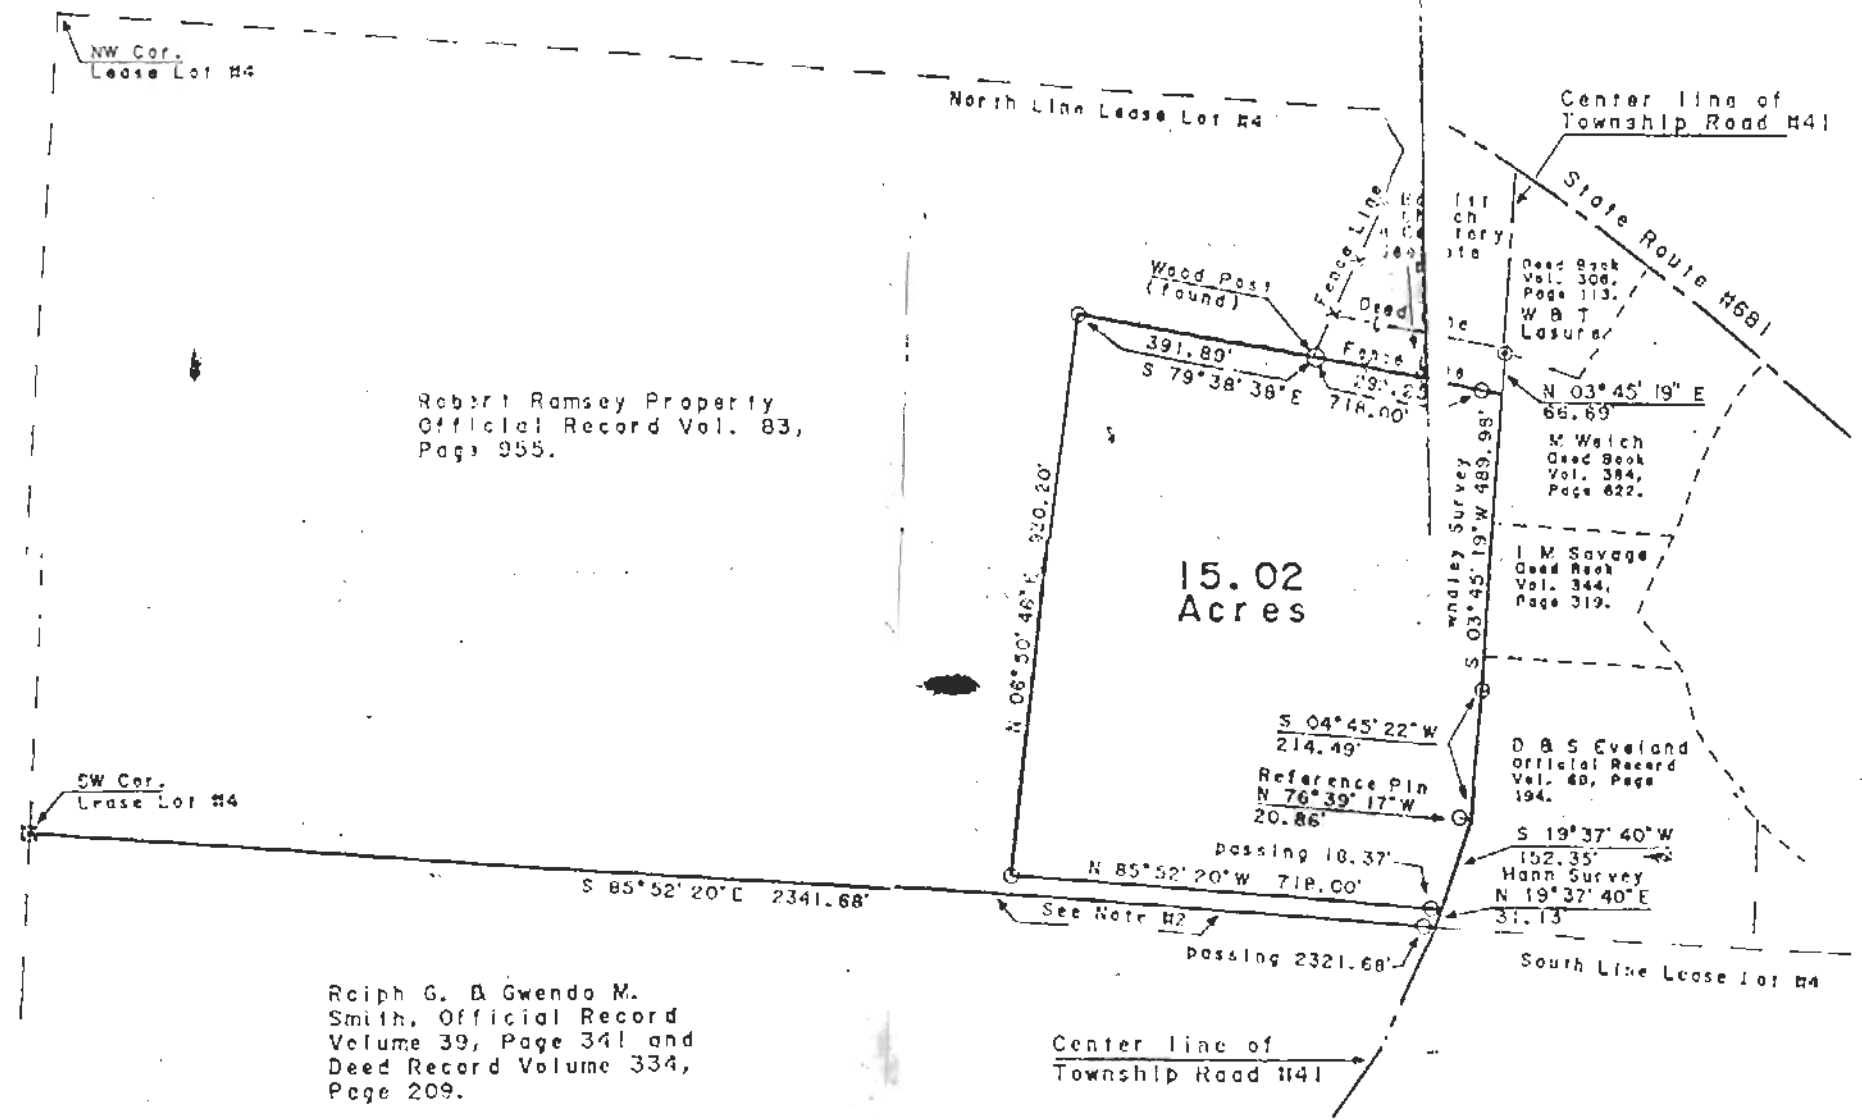 NW Cor.
Lease Lot #4
North Line Lease Lot #4
Center line of
Township Road #41
State Route #681
Fence Line
Wood Post
(found)
Deed
Fence
Deed Book
Vol. 308,
Page 113.
W & T
Lasure
391.80'
S 79°38'38"E
718.00'
N 03°45'19"E
66.69'
M Welch
Deed Book
Vol. 384,
Page 622.
Robert Ramsey Property
Official Record Vol. 83,
Page 955.
N 06°50'46"E 920.20'
15.02
Acres
Survey
S 03°45'19"W 489.98'
I M Savage
Deed Book
Vol. 344,
Page 319.
S 04°45'22"W
214.49'
Reference Pin
N 76°39'17"W
20.86'
D & S Eveland
Official Record
Vol. 60, Page
194.
SW Cor.
Lease Lot #4
S 19°37'40"W
152.35'
Hann Survey
N 19°37'40"E
31.13'
passing 18.37'
N 85°52'20"W 718.00'
S 85°52'20"E 2341.68'
See Note #2
passing 2321.68'
South Line Lease Lot #4
Ralph G. & Gwenda M.
Smith, Official Record
Volume 39, Page 341 and
Deed Record Volume 334,
Page 209.
Center line of
Township Road #41